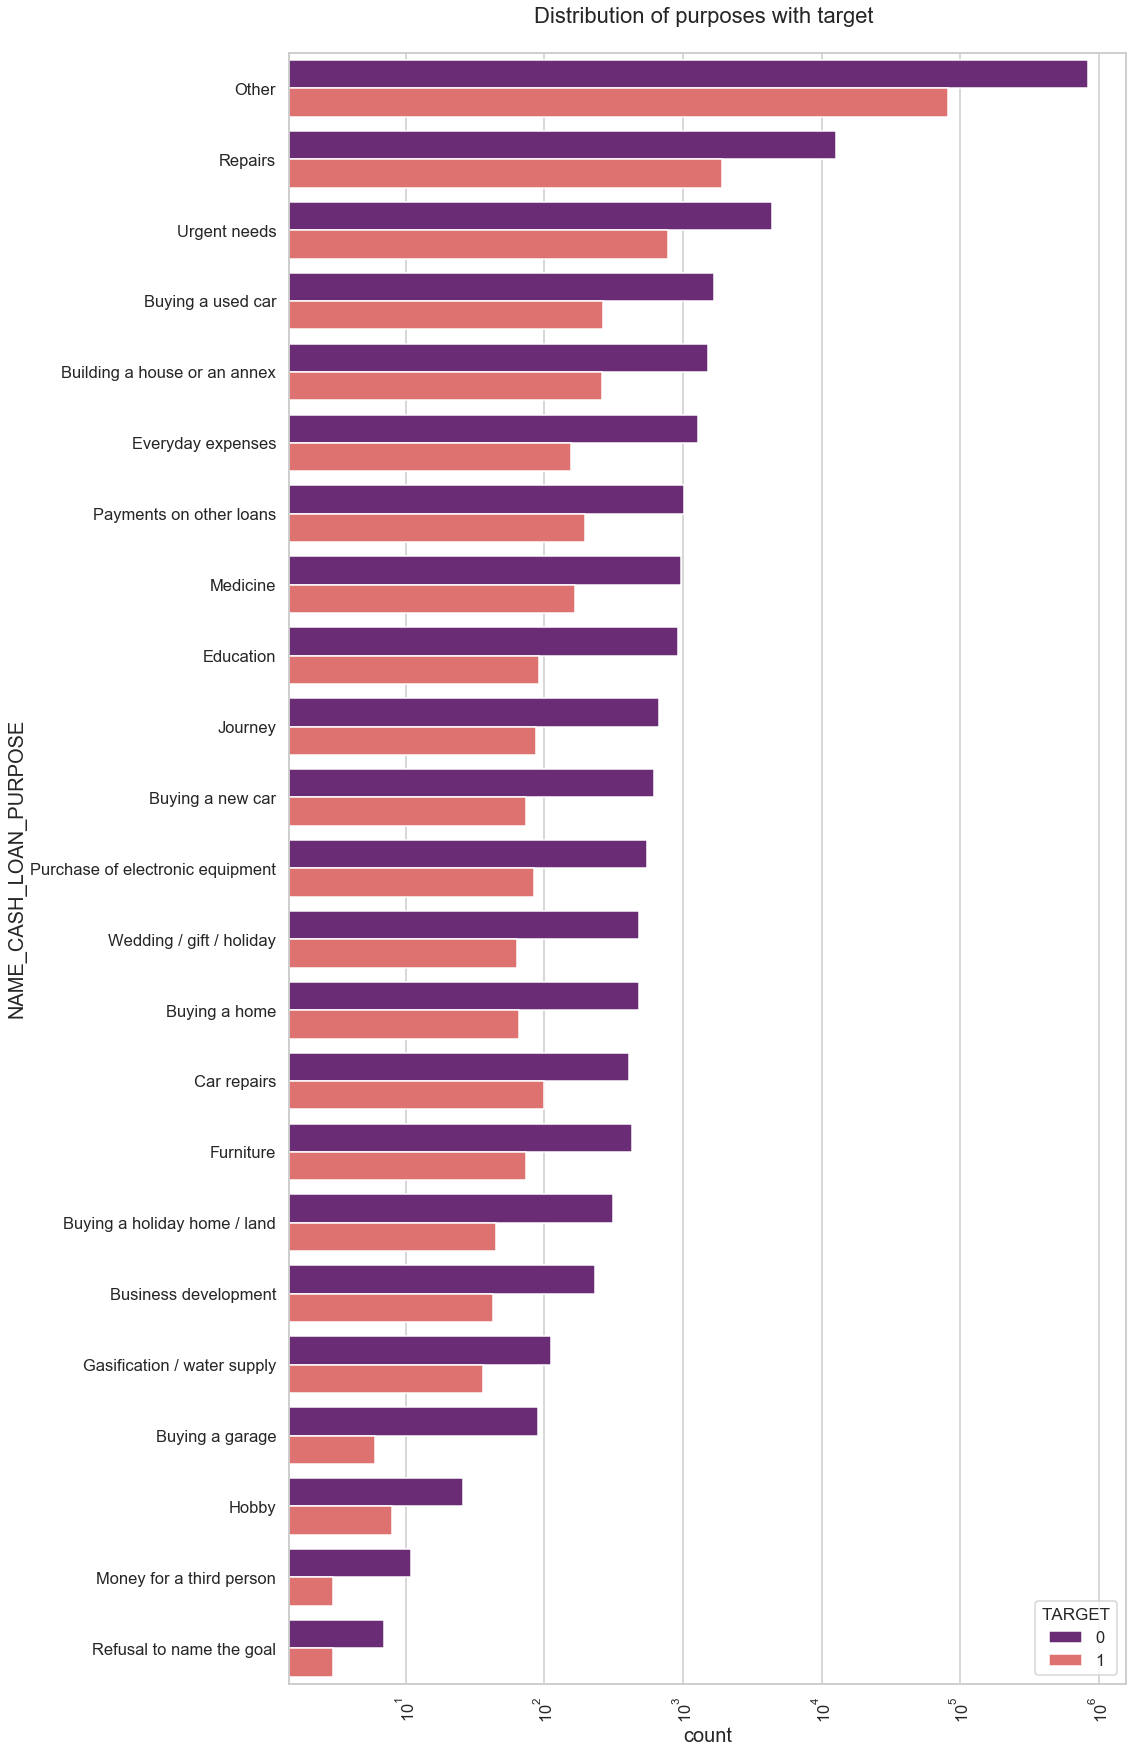 Distribution of purposes with target
NAME_CASH_LOAN_PURPOSE
Other
Repairs
Urgent needs
Buying a used car
Building a house or an annex
Everyday expenses
Payments on other loans
Medicine
Education
Journey
Buying a new car
Purchase of electronic equipment
Wedding / gift / holiday
Buying a home
Car repairs
Furniture
Buying a holiday home / land
Business development
Gasification / water supply
Buying a garage
Hobby
Money for a third person
Refusal to name the goal
TARGET
0
1
10¹
10²
10³
10⁴
10⁵
10⁶
count